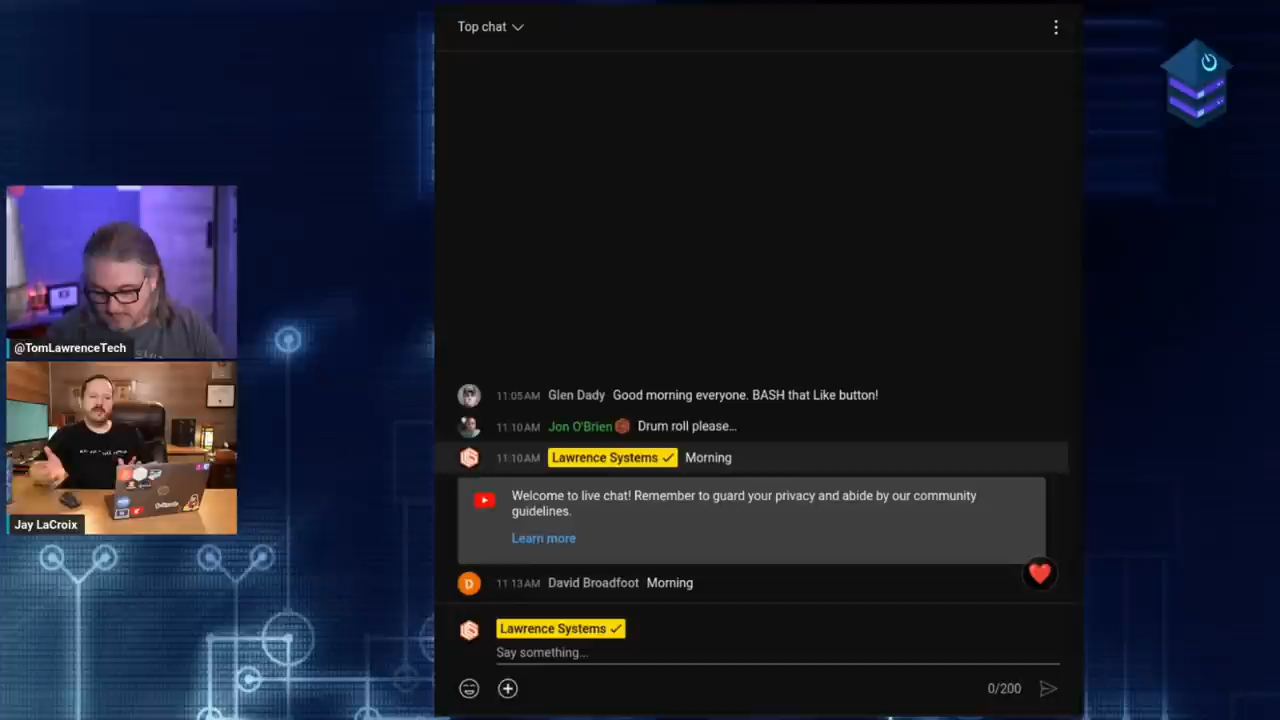 Top chat
@TomLawrenceTech
Jay LaCroix
11:05 AM Glen Dady Good morning everyone. BASH that Like button!
11:10 AM Jon O'Brien Drum roll please...
11:10 AM Lawrence Systems Morning
Welcome to live chat! Remember to guard your privacy and abide by our community
guidelines.
Learn more
D 11:13 AM David Broadfoot Morning
Lawrence Systems
Say something...
0/200